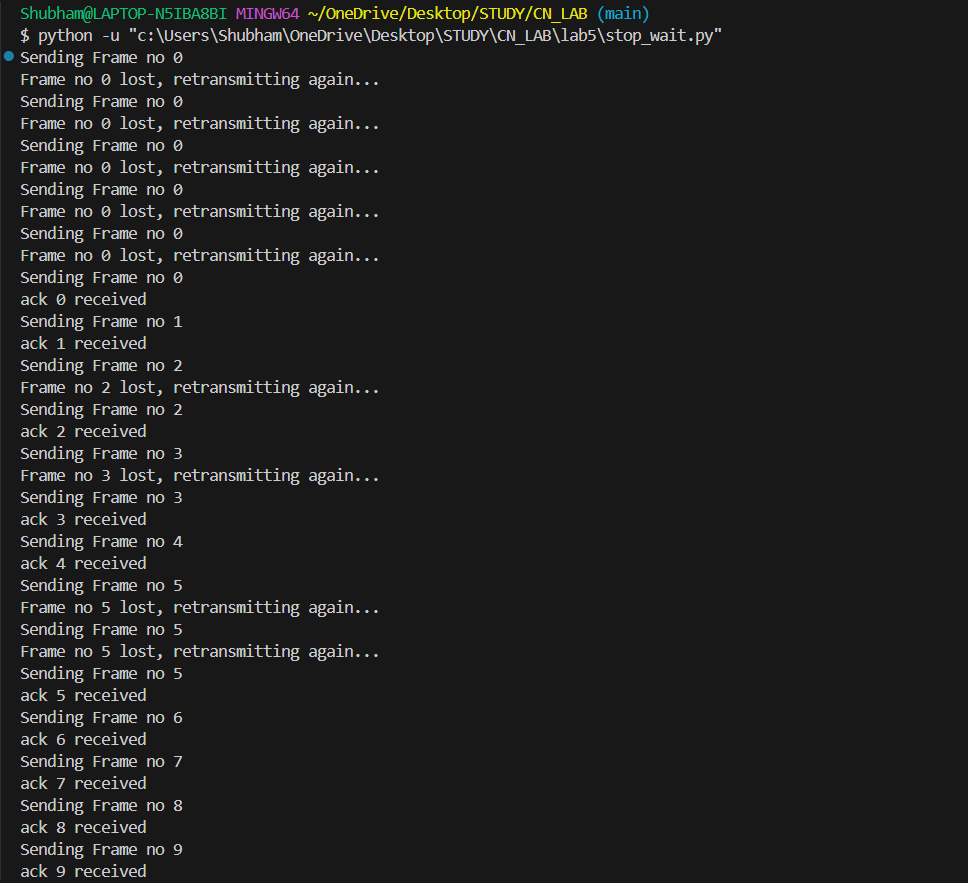 Shubham@LAPTOP-N5IBA8BI MINGW64 ~/OneDrive/Desktop/STUDY/CN_LAB (main)
$ python -u "c:\Users\Shubham\OneDrive\Desktop\STUDY\CN_LAB\lab5\stop_wait.py"
Sending Frame no 0
Frame no 0 lost, retransmitting again...
Sending Frame no 0
Frame no 0 lost, retransmitting again...
Sending Frame no 0
Frame no 0 lost, retransmitting again...
Sending Frame no 0
Frame no 0 lost, retransmitting again...
Sending Frame no 0
Frame no 0 lost, retransmitting again...
Sending Frame no 0
ack 0 received
Sending Frame no 1
ack 1 received
Sending Frame no 2
Frame no 2 lost, retransmitting again...
Sending Frame no 2
ack 2 received
Sending Frame no 3
Frame no 3 lost, retransmitting again...
Sending Frame no 3
ack 3 received
Sending Frame no 4
ack 4 received
Sending Frame no 5
Frame no 5 lost, retransmitting again...
Sending Frame no 5
Frame no 5 lost, retransmitting again...
Sending Frame no 5
ack 5 received
Sending Frame no 6
ack 6 received
Sending Frame no 7
ack 7 received
Sending Frame no 8
ack 8 received
Sending Frame no 9
ack 9 received